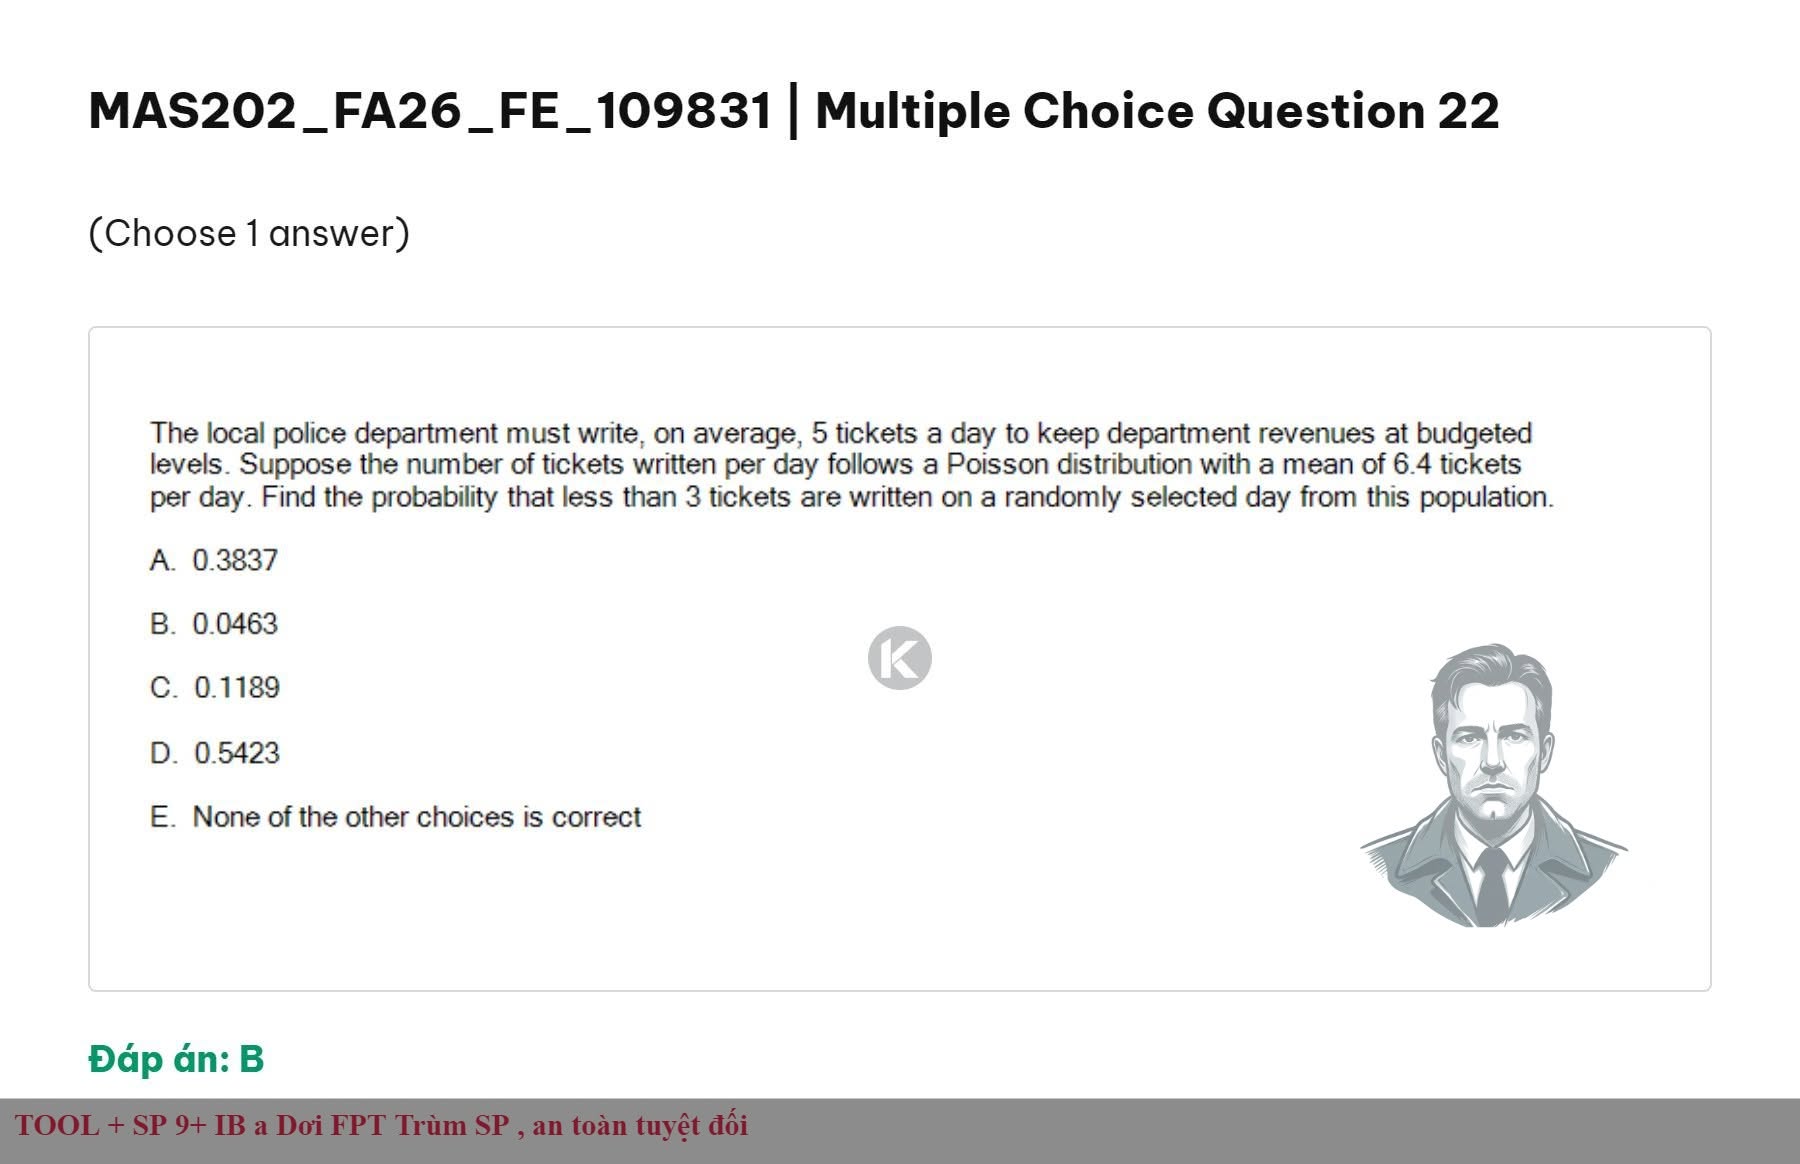 MAS202_FA26_FE_109831 | Multiple Choice Question 22
(Choose 1 answer)
The local police department must write, on average, 5 tickets a day to keep department revenues at budgeted
levels. Suppose the number of tickets written per day follows a Poisson distribution with a mean of 6.4 tickets
per day. Find the probability that less than 3 tickets are written on a randomly selected day from this population.
A. 0.3837
B. 0.0463
C. 0.1189
D. 0.5423
E. None of the other choices is correct
K
Đáp án: B
TOOL + SP 9+ IB a Dơi FPT Trùm SP , an toàn tuyệt đối